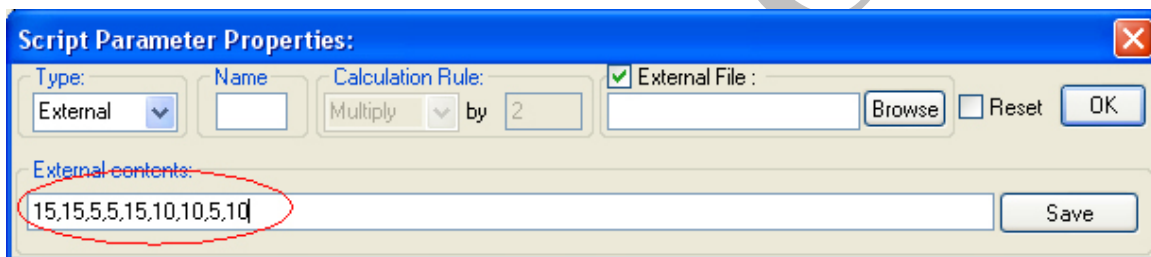 Script Parameter Properties:
Type: Name Calculation Rule: External File :
External Multiply by 2 Browse Reset OK
External contents:
15,15,5,5,15,10,10,5,10 Save